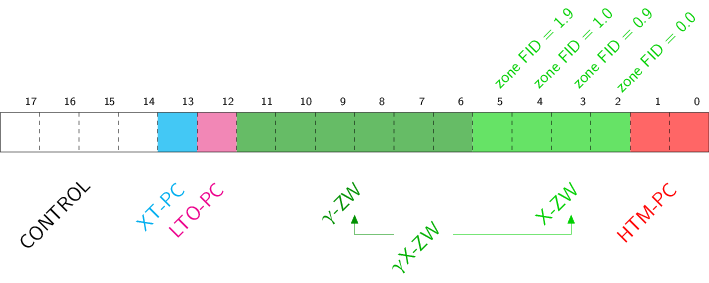 zone FID = 1.9
zone FID = 1.0
zone FID = 0.9
zone FID = 0.0
17 16 15 14 13 12 11 10 9 8 7 6 5 4 3 2 1 0
CONTROL
XT-PC
LTO-PC
γ-ZW
γX-ZW
X-ZW
HTM-PC